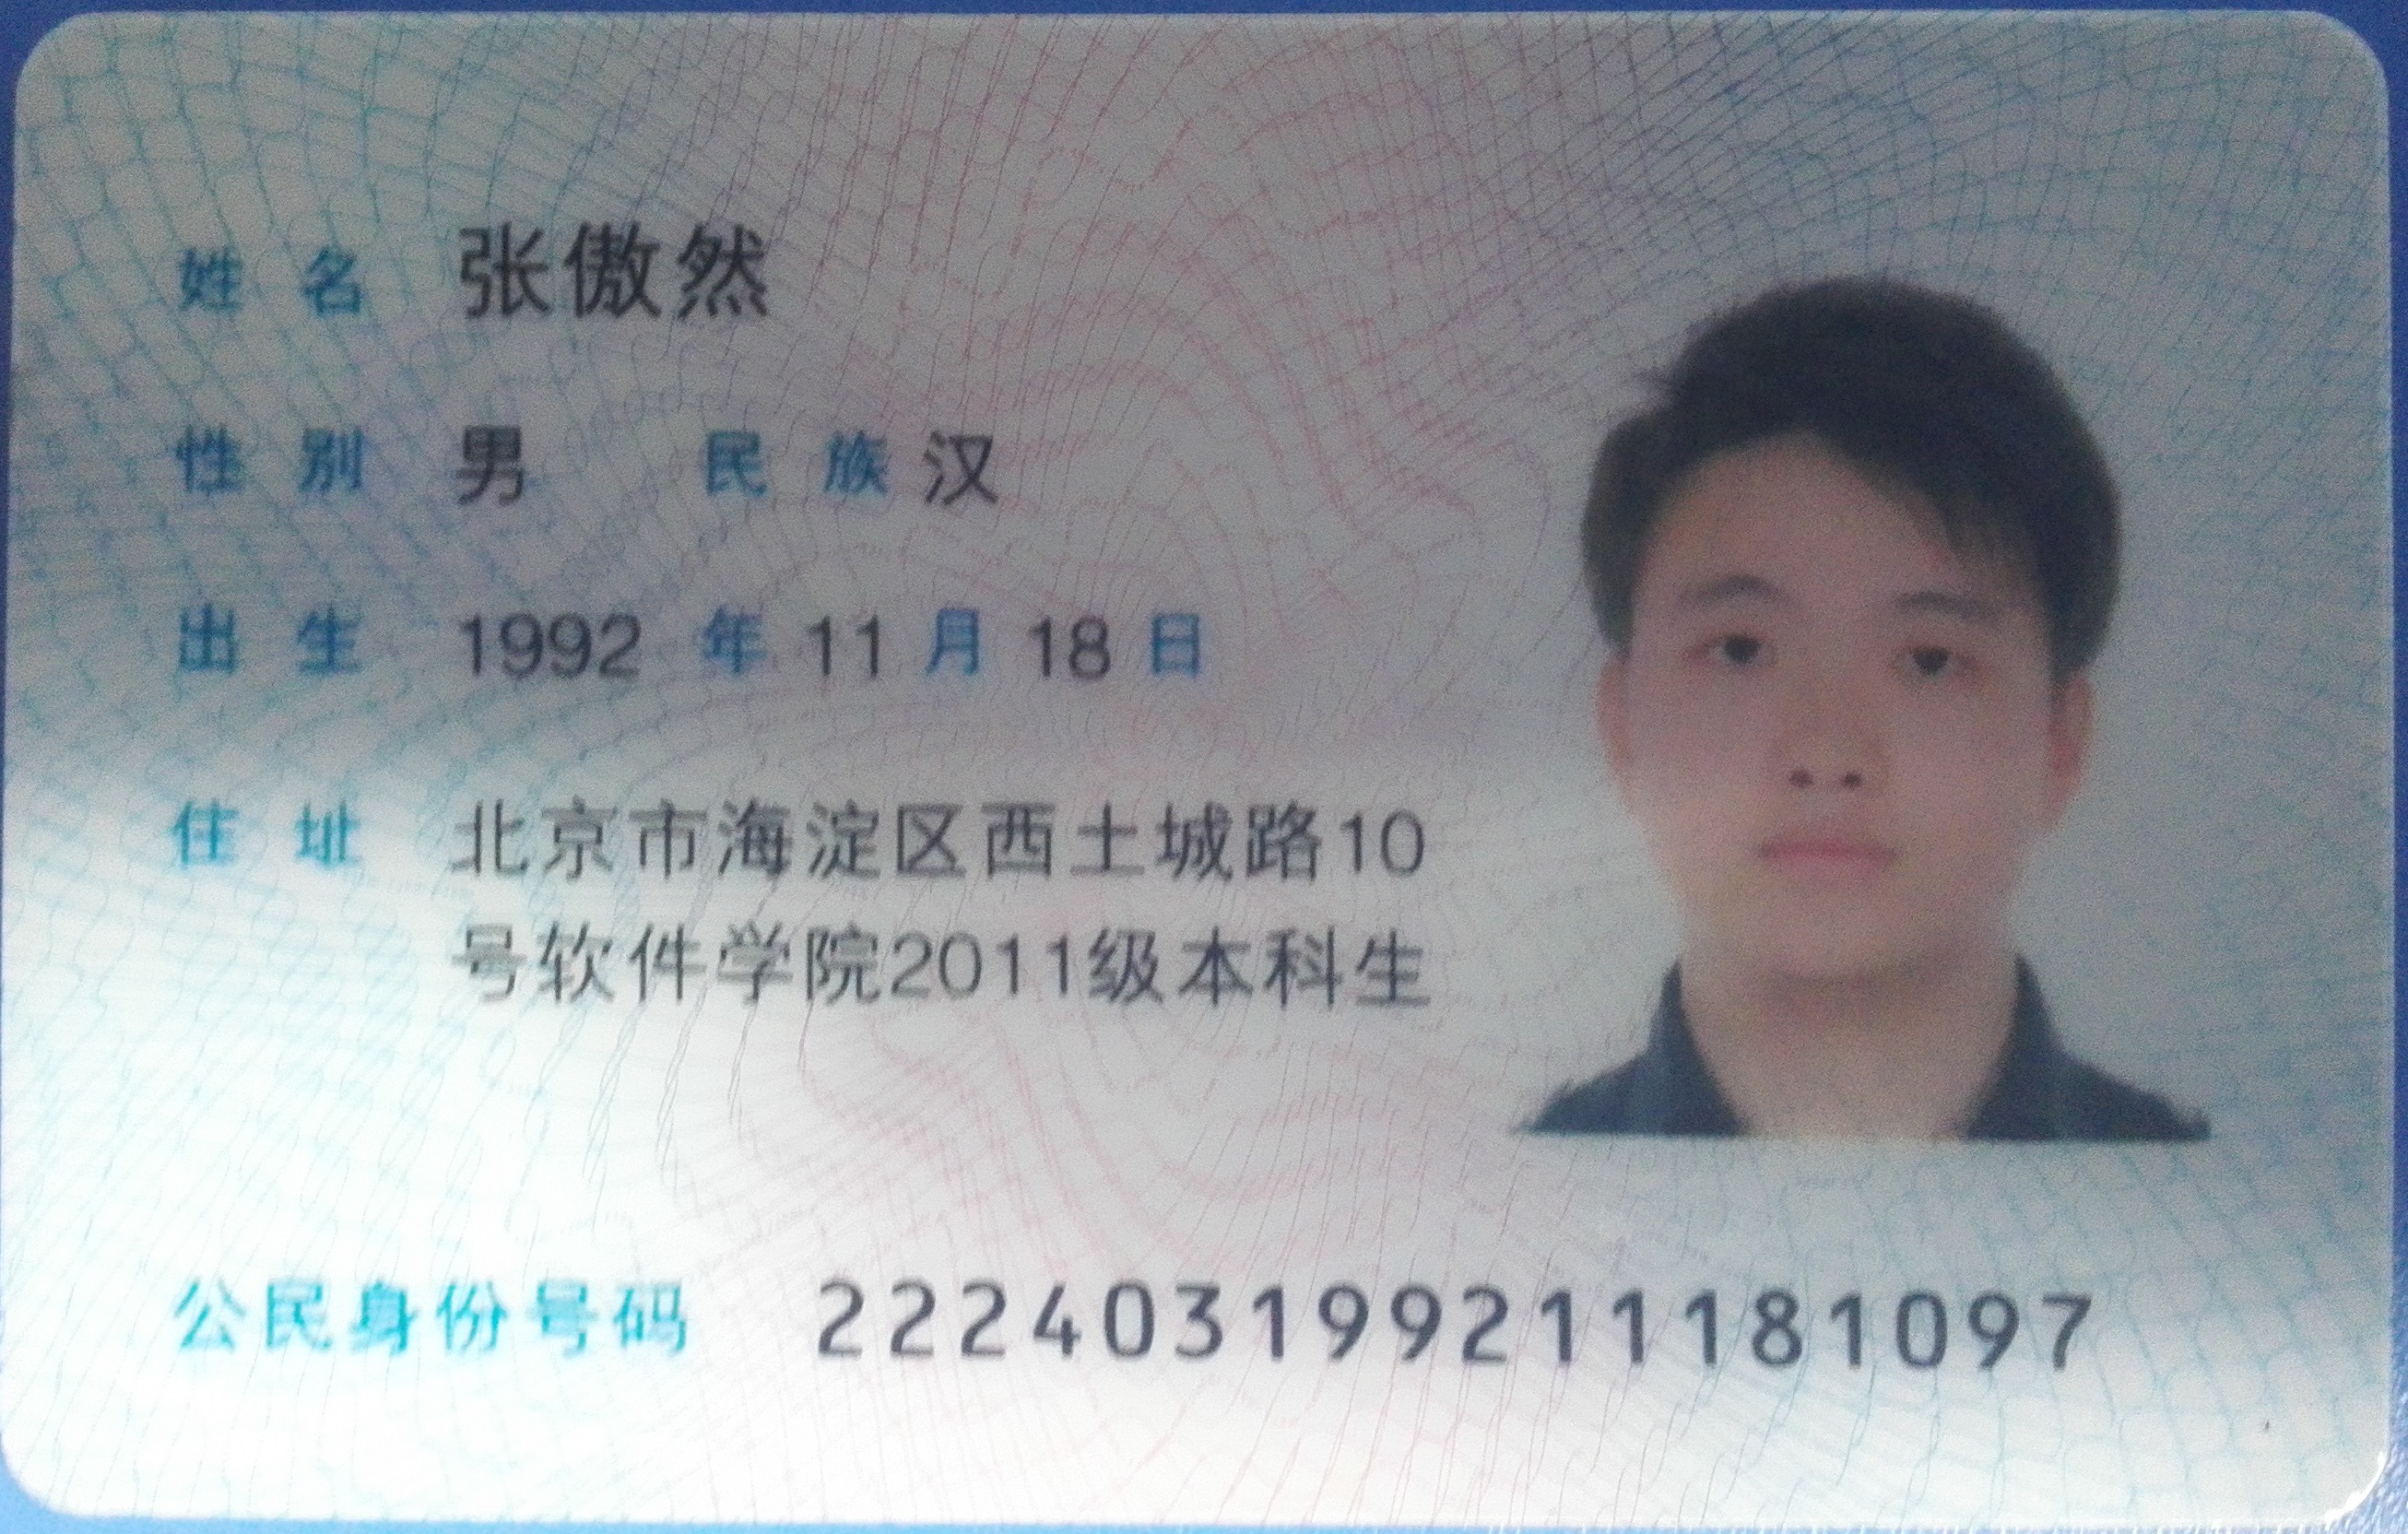 姓名 张傲然
性别 男 民族 汉
出生 1992 年 11 月 18 日
住址 北京市海淀区西土城路10
号软件学院2011级本科生
公民身份号码 222403199211181097